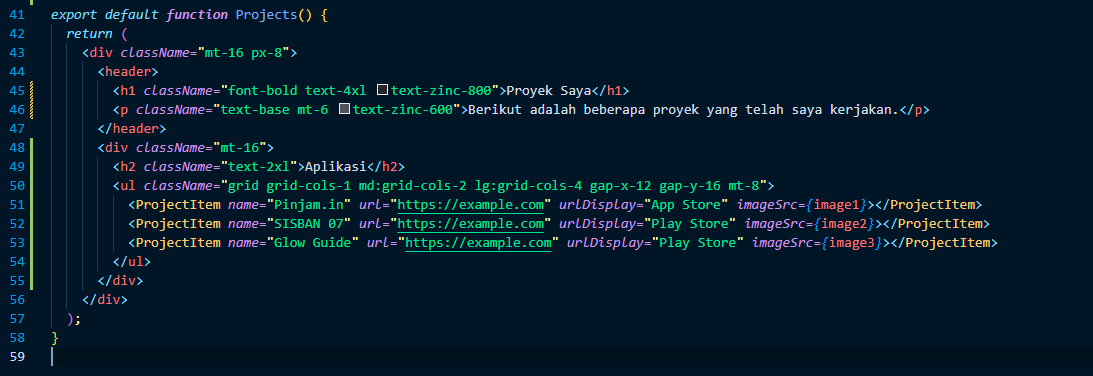 41 export default function Projects() {
42   return (
43     <div className="mt-16 px-8">
44       <header>
45         <h1 className="font-bold text-4xl text-zinc-800">Proyek Saya</h1>
46         <p className="text-base mt-6 text-zinc-600">Berikut adalah beberapa proyek yang telah saya kerjakan.</p>
47       </header>
48       <div className="mt-16">
49         <h2 className="text-2xl">Aplikasi</h2>
50         <ul className="grid grid-cols-1 md:grid-cols-2 lg:grid-cols-4 gap-x-12 gap-y-16 mt-8">
51           <ProjectItem name="Pinjam.in" url="https://example.com" urlDisplay="App Store" imageSrc={image1}></ProjectItem>
52           <ProjectItem name="SISBAN 07" url="https://example.com" urlDisplay="Play Store" imageSrc={image2}></ProjectItem>
53           <ProjectItem name="Glow Guide" url="https://example.com" urlDisplay="Play Store" imageSrc={image3}></ProjectItem>
54         </ul>
55       </div>
56     </div>
57   );
58 }
59